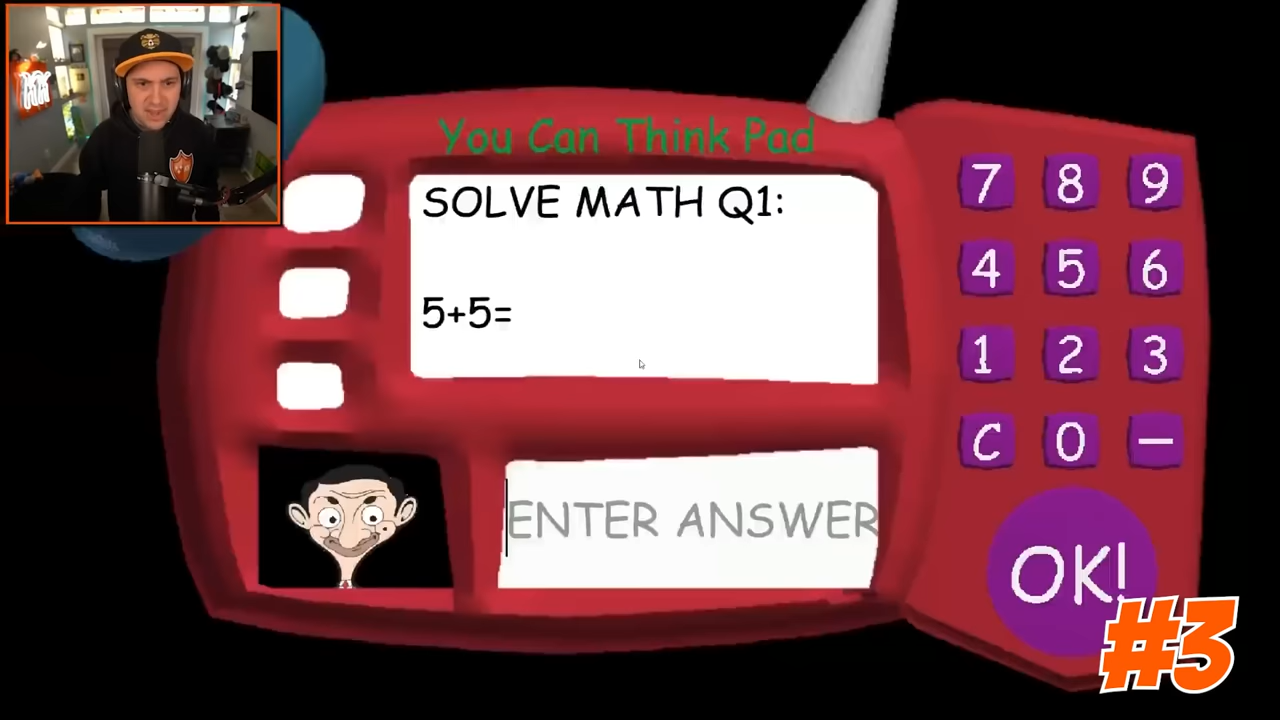 You Can Think Pad
SOLVE MATH Q1:
5+5=
ENTER ANSWER
7 8 9
4 5 6
1 2 3
C 0 —
OK!
#3